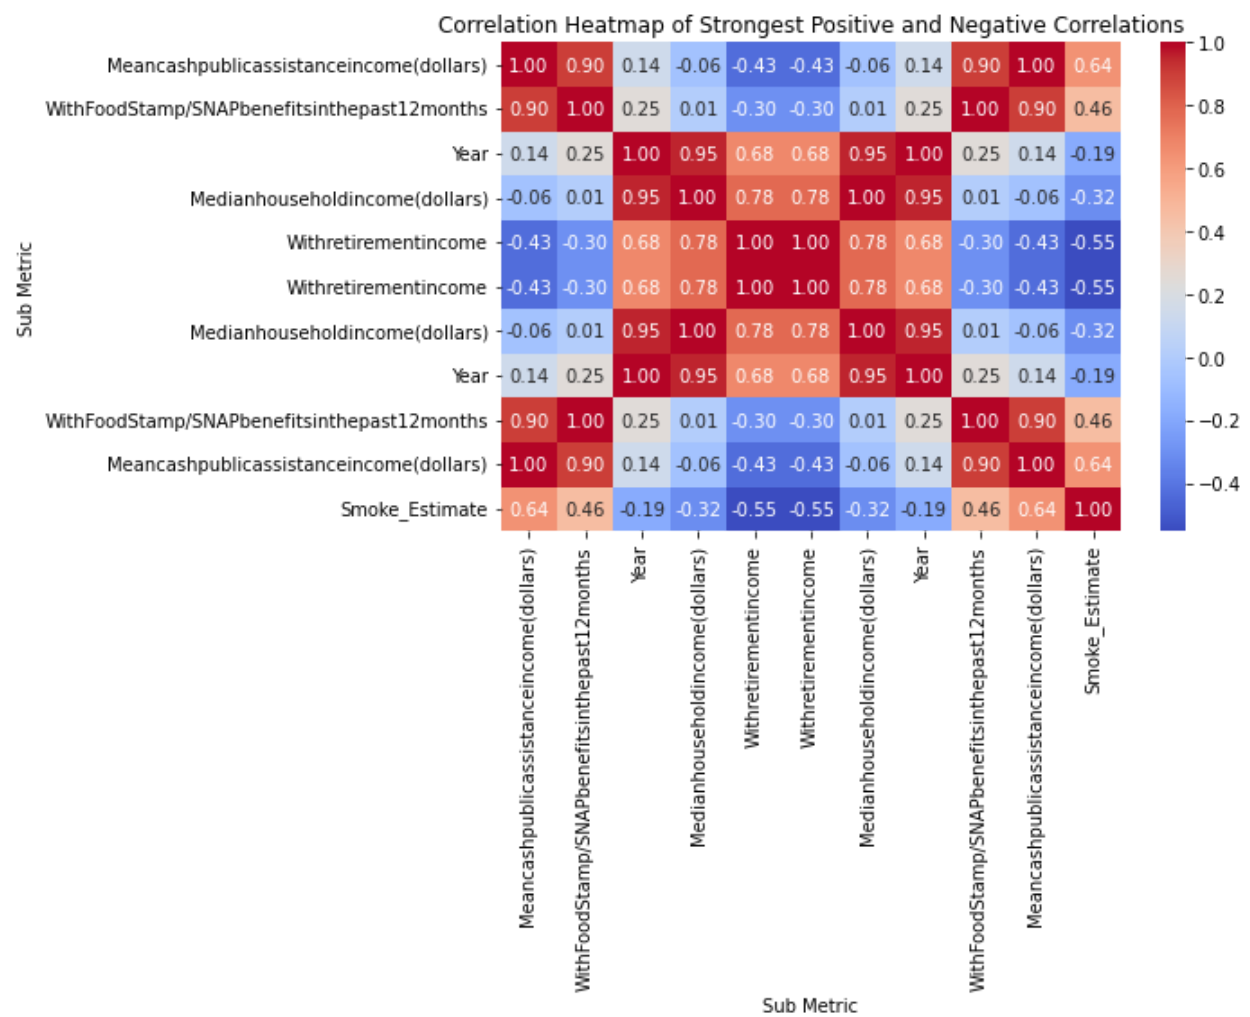 Correlation Heatmap of Strongest Positive and Negative Correlations
Meancashpublicassistanceincome(dollars) 1.00 0.90 0.14 -0.06 -0.43 -0.43 -0.06 0.14 0.90 1.00 0.64
WithFoodStamp/SNAPbenefitsinthepast12months 0.90 1.00 0.25 0.01 -0.30 -0.30 0.01 0.25 1.00 0.90 0.46
Year 0.14 0.25 1.00 0.95 0.68 0.68 0.95 1.00 0.25 0.14 -0.19
Medianhouseholdincome(dollars) -0.06 0.01 0.95 1.00 0.78 0.78 1.00 0.95 0.01 -0.06 -0.32
Withretirementincome -0.43 -0.30 0.68 0.78 1.00 1.00 0.78 0.68 -0.30 -0.43 -0.55
Withretirementincome -0.43 -0.30 0.68 0.78 1.00 1.00 0.78 0.68 -0.30 -0.43 -0.55
Medianhouseholdincome(dollars) -0.06 0.01 0.95 1.00 0.78 0.78 1.00 0.95 0.01 -0.06 -0.32
Year 0.14 0.25 1.00 0.95 0.68 0.68 0.95 1.00 0.25 0.14 -0.19
WithFoodStamp/SNAPbenefitsinthepast12months 0.90 1.00 0.25 0.01 -0.30 -0.30 0.01 0.25 1.00 0.90 0.46
Meancashpublicassistanceincome(dollars) 1.00 0.90 0.14 -0.06 -0.43 -0.43 -0.06 0.14 0.90 1.00 0.64
Smoke_Estimate 0.64 0.46 -0.19 -0.32 -0.55 -0.55 -0.32 -0.19 0.46 0.64 1.00
Sub Metric
Meancashpublicassistanceincome(dollars)
WithFoodStamp/SNAPbenefitsinthepast12months
Year
Medianhouseholdincome(dollars)
Withretirementincome
Withretirementincome
Medianhouseholdincome(dollars)
Year
WithFoodStamp/SNAPbenefitsinthepast12months
Meancashpublicassistanceincome(dollars)
Smoke_Estimate
Sub Metric
1.0
0.8
0.6
0.4
0.2
0.0
−0.2
−0.4